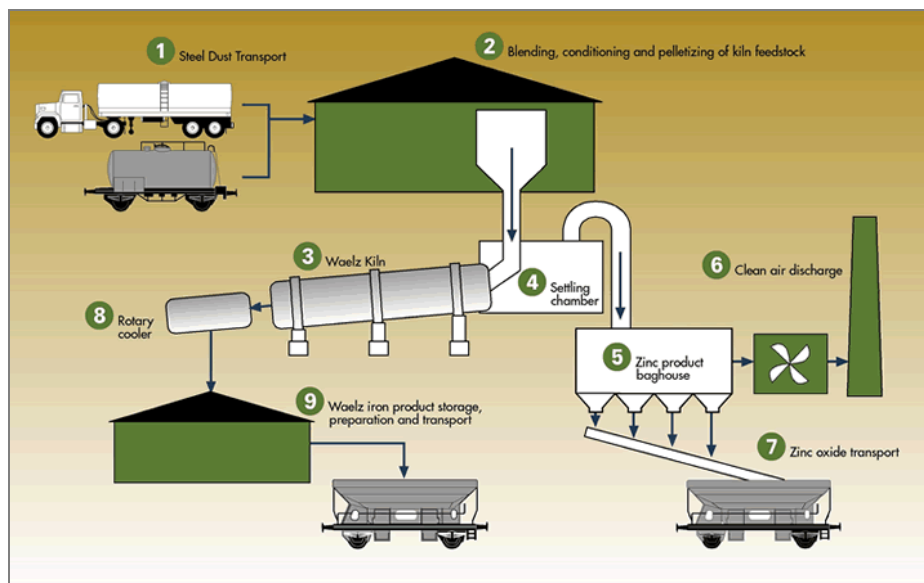 1 Steel Dust Transport
2 Blending, conditioning and pelletizing of kiln feedstock
3 Waelz Kiln
4 Settling
chamber
5 Zinc product
baghouse
6 Clean air discharge
7 Zinc oxide transport
8 Rotary
cooler
9 Waelz iron product storage,
preparation and transport